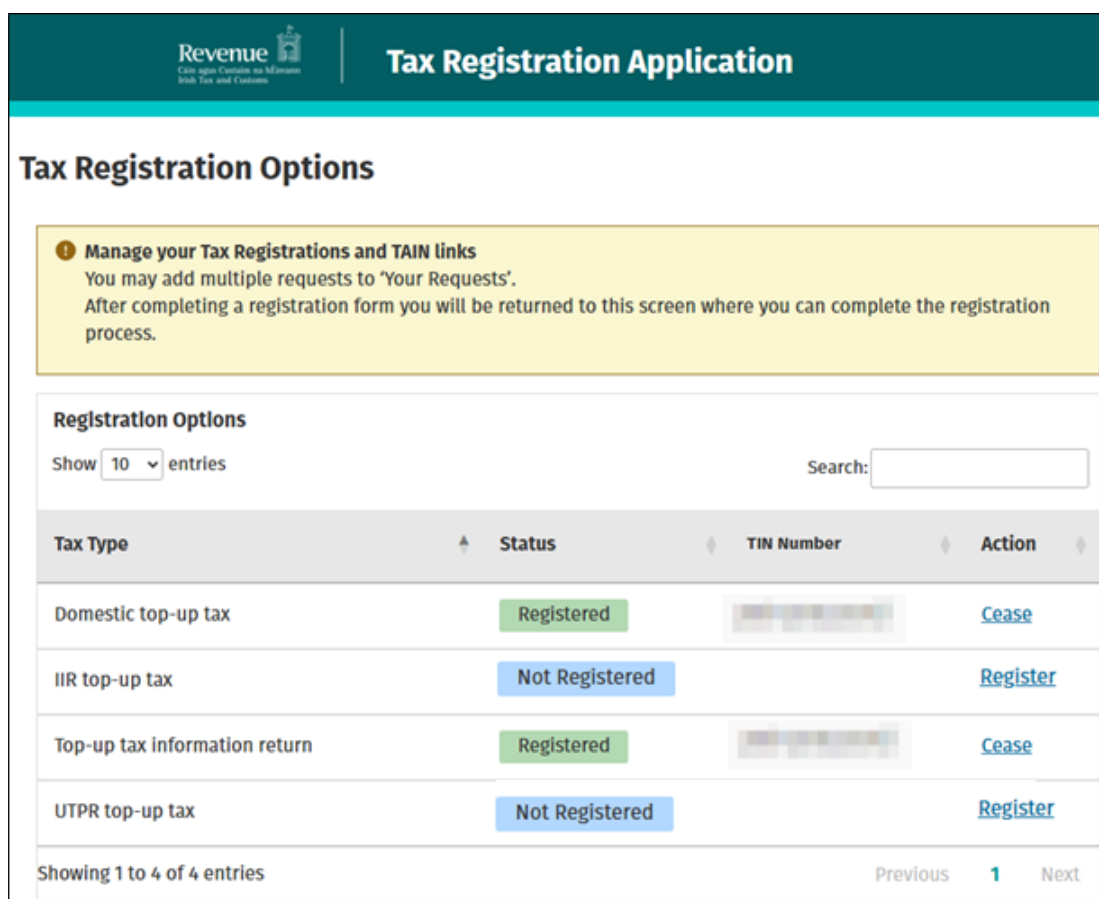 Revenue
Cáin agus Custaim na hÉireann
Irish Tax and Customs
Tax Registration Application
Tax Registration Options
Manage your Tax Registrations and TAIN links
You may add multiple requests to ‘Your Requests’.
After completing a registration form you will be returned to this screen where you can complete the registration
process.
Registration Options
Show 10 entries
Search:
Tax Type Status TIN Number Action
Domestic top-up tax Registered Cease
IIR top-up tax Not Registered Register
Top-up tax information return Registered Cease
UTPR top-up tax Not Registered Register
Showing 1 to 4 of 4 entries Previous 1 Next